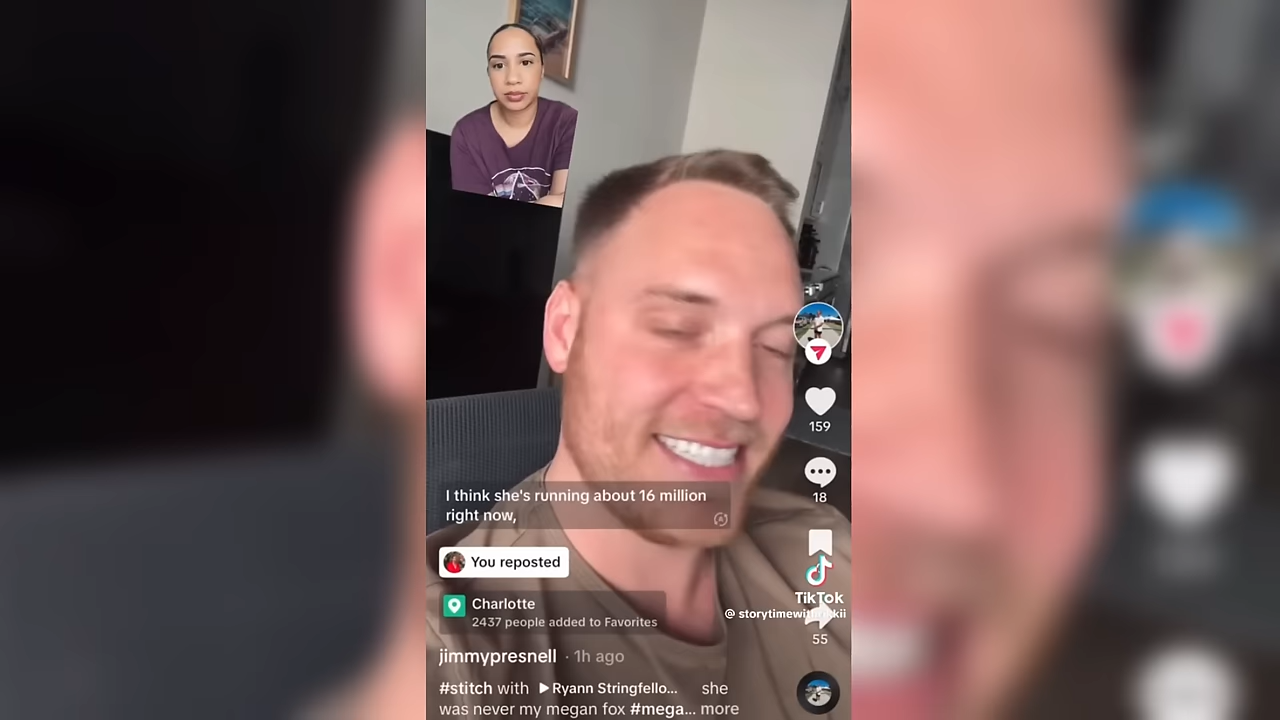 I think she's running about 16 million
right now,
You reposted
Charlotte
2437 people added to Favorites
jimmypresnell · 1h ago
#stitch with ▶Ryann Stringfello... she
was never my megan fox #mega... more
159
18
TikTok
55